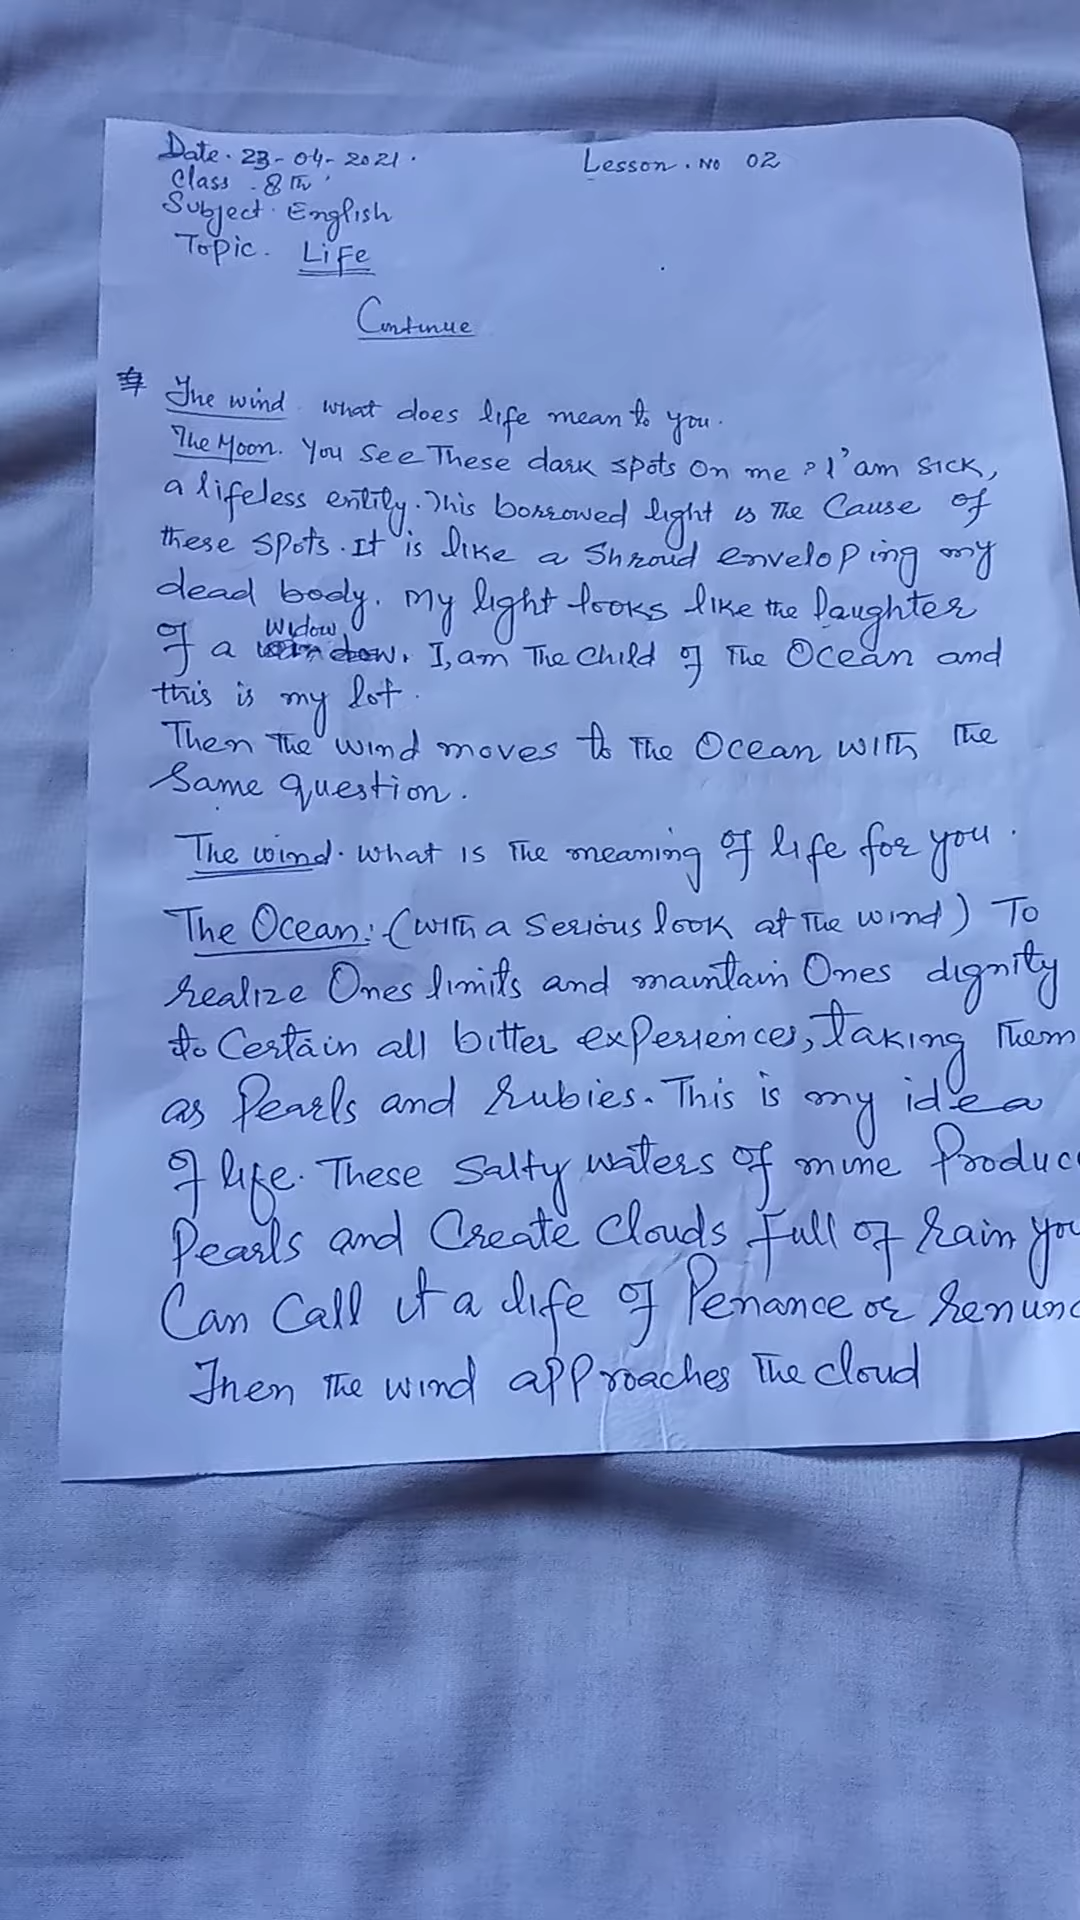 Date. 23-04-2021.
Lesson. No 02
Class. 8Th
Subject. English
Topic. Life
Continue
The wind. what does life mean to you.
The Moon. You see These dark spots on me? I'am sick,
a lifeless entity. This borrowed light is The Cause of
these spots. It is like a Shroud enveloping my
dead body. my light looks like the Laughter
of a widow. I, am The child of The Ocean and
this is my lot.
Then The wind moves to The Ocean WITh The
Same question.
The wind. what is The meaning of life for you.
The Ocean: (with a serious look at The wind) To
realize Ones limits and maintain Ones dignity
to Certain all bitter experiences, taking Them
as Pearls and rubies. This is my idea
of life. These salty waters of mine Produc
Pearls and Create clouds full of rain you
Can Call it a life of Penance or renunc
Then The wind approaches The cloud